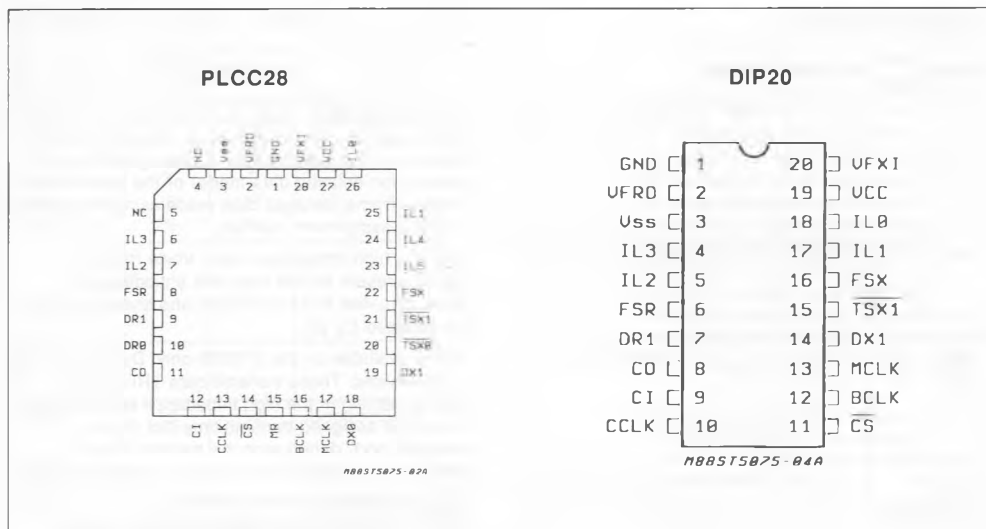 PLCC28
NC Vss VFRO GND VFXI VCC IL0
4 3 2 1 28 27 26
NC 5 25 IL1
IL3 6 24 IL4
IL2 7 23 IL5
FSR 8 22 FSX
DR1 9 21 TSX1
DR0 10 20 TSX0
CO 11 19 DX1
12 13 14 15 16 17 18
CI CCLK CS MR BCLK MCLK DX0
M88ST5075-02A
DIP20
GND 1 20 VFXI
VFRO 2 19 VCC
Vss 3 18 IL0
IL3 4 17 IL1
IL2 5 16 FSX
FSR 6 15 TSX1
DR1 7 14 DX1
CO 8 13 MCLK
CI 9 12 BCLK
CCLK 10 11 CS
M88ST5075-04A